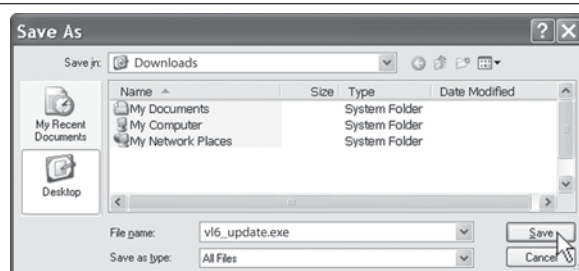 Save As
Save in: Downloads
Name Size Type Date Modified
My Documents System Folder
My Computer System Folder
My Network Places System Folder
My Recent
Documents
Desktop
File name: vl6_update.exe Save
Save as type: All Files Cancel